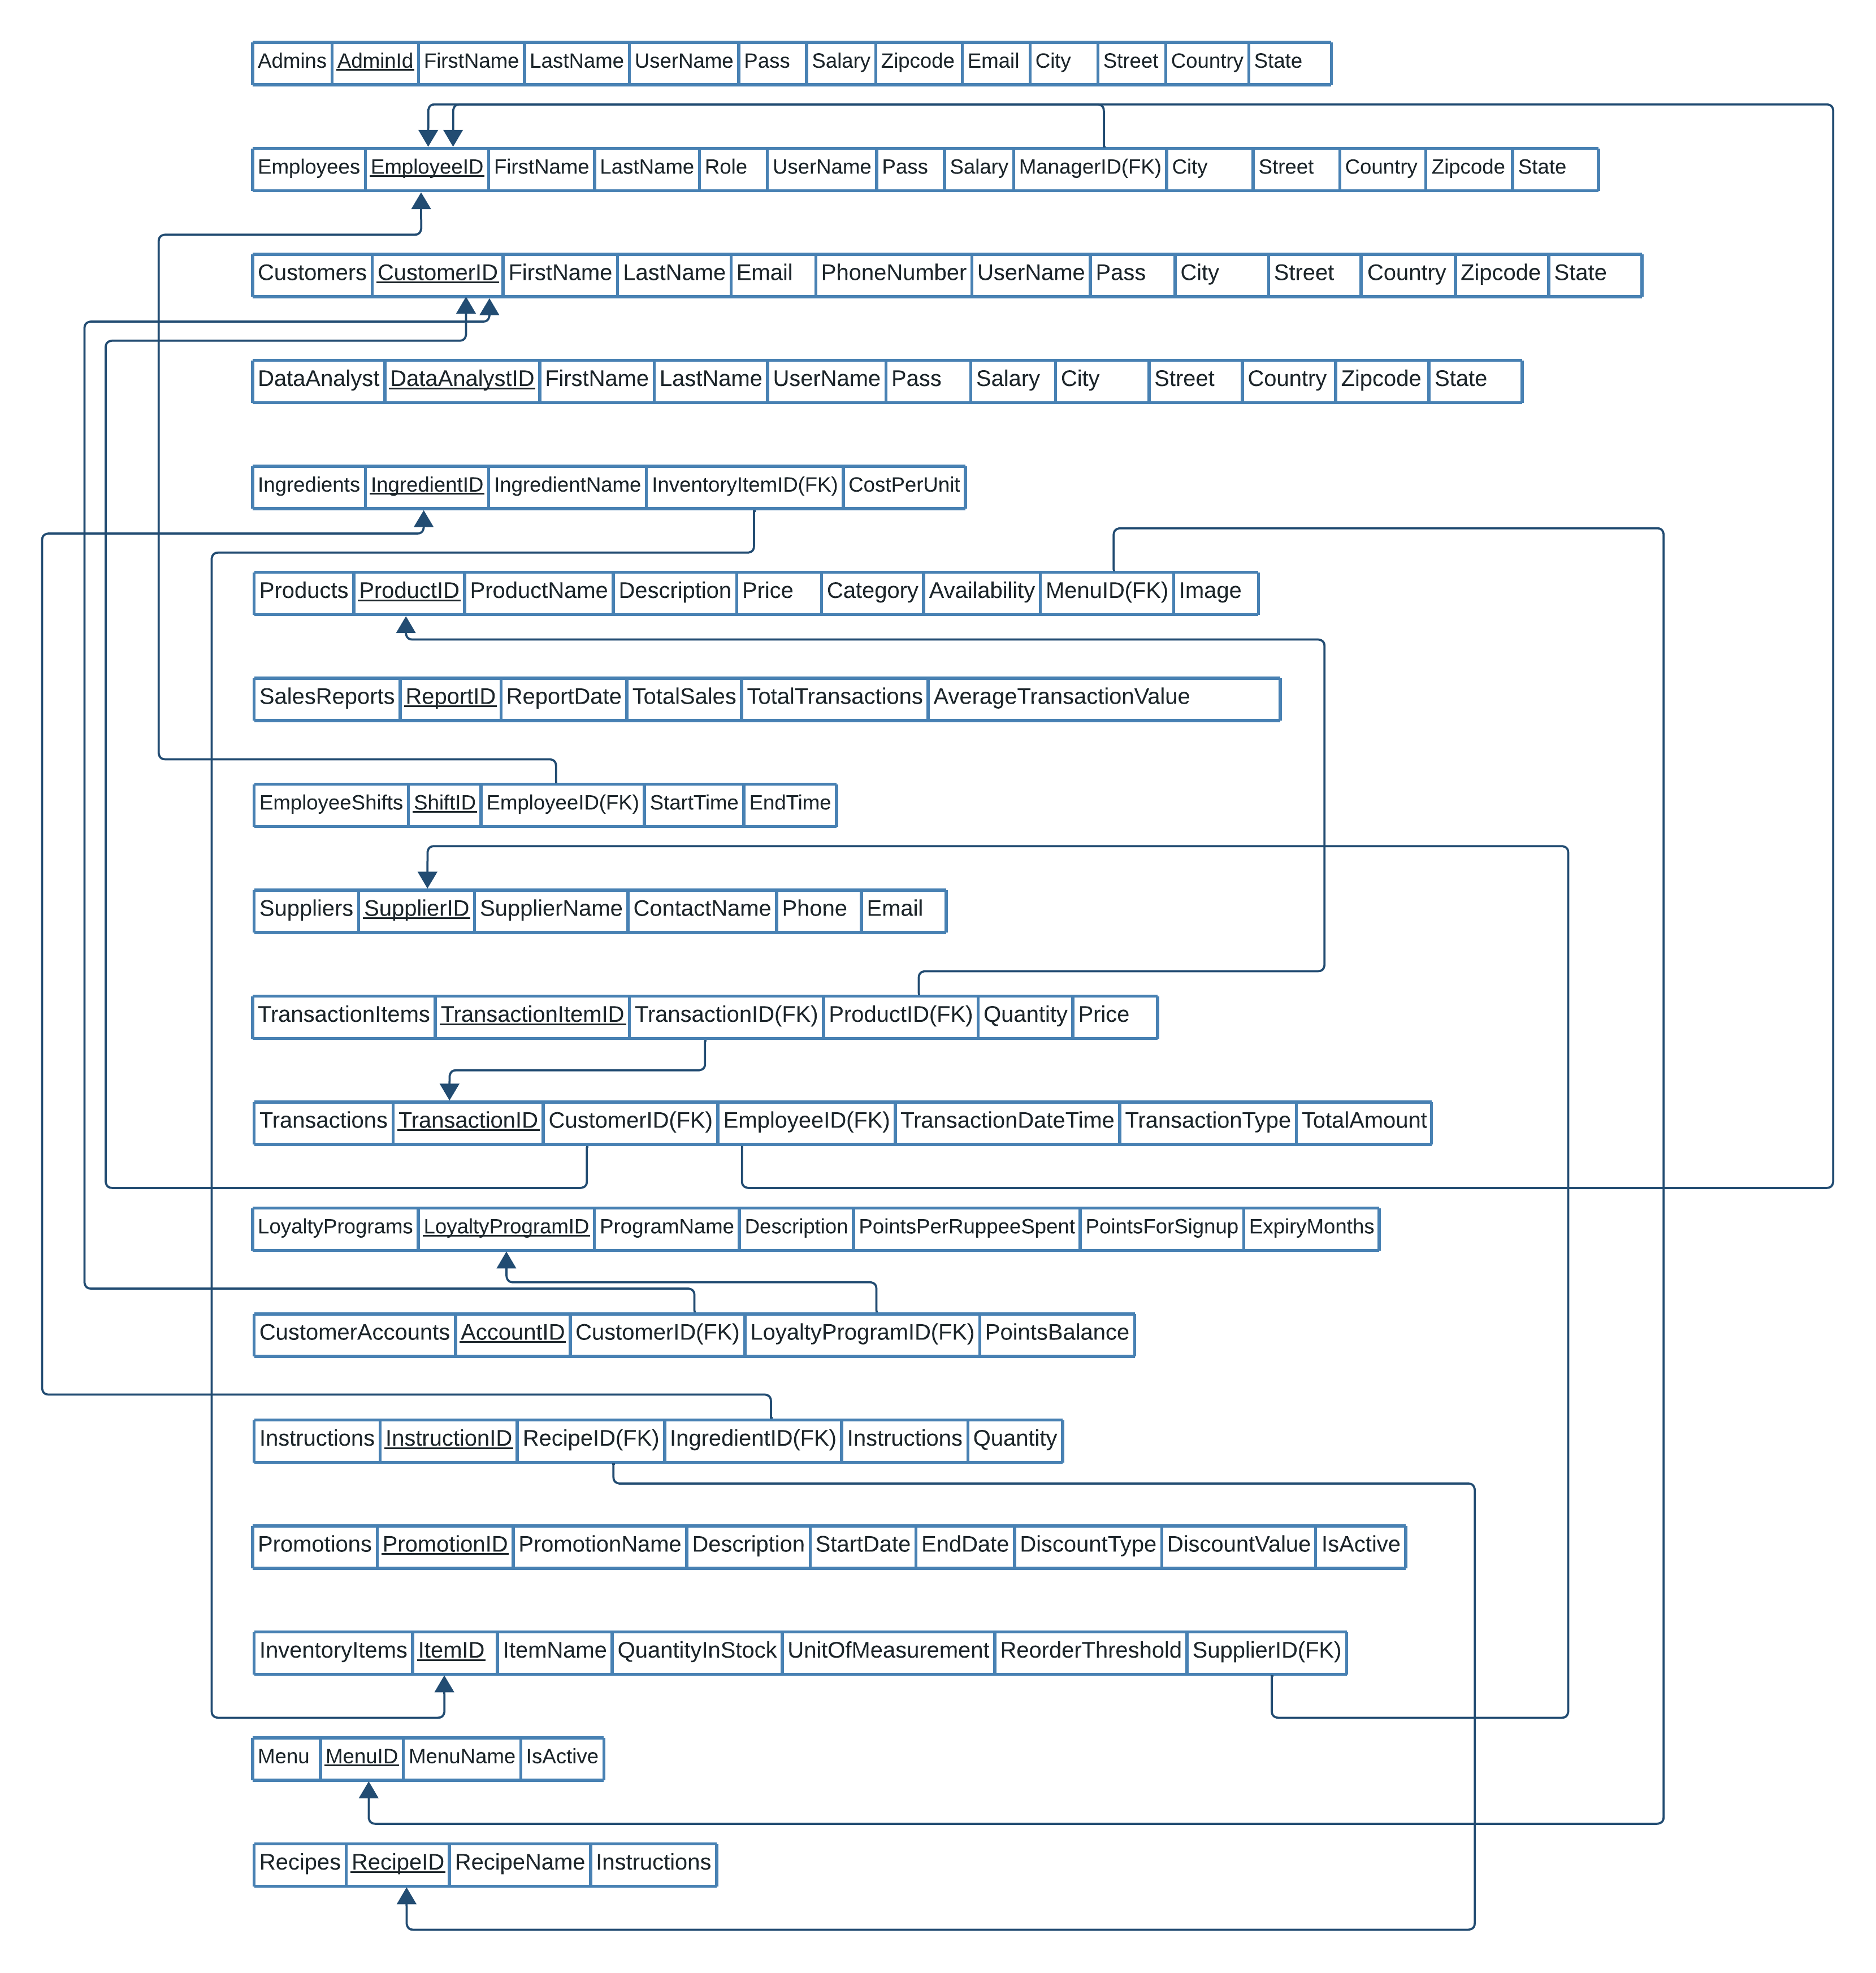 Admins AdminId FirstName LastName UserName Pass Salary Zipcode Email City Street Country State
Employees EmployeeID FirstName LastName Role UserName Pass Salary ManagerID(FK) City Street Country Zipcode State
Customers CustomerID FirstName LastName Email PhoneNumber UserName Pass City Street Country Zipcode State
DataAnalyst DataAnalystID FirstName LastName UserName Pass Salary City Street Country Zipcode State
Ingredients IngredientID IngredientName InventoryItemID(FK) CostPerUnit
Products ProductID ProductName Description Price Category Availability MenuID(FK) Image
SalesReports ReportID ReportDate TotalSales TotalTransactions AverageTransactionValue
EmployeeShifts ShiftID EmployeeID(FK) StartTime EndTime
Suppliers SupplierID SupplierName ContactName Phone Email
TransactionItems TransactionItemID TransactionID(FK) ProductID(FK) Quantity Price
Transactions TransactionID CustomerID(FK) EmployeeID(FK) TransactionDateTime TransactionType TotalAmount
LoyaltyPrograms LoyaltyProgramID ProgramName Description PointsPerRuppeeSpent PointsForSignup ExpiryMonths
CustomerAccounts AccountID CustomerID(FK) LoyaltyProgramID(FK) PointsBalance
Instructions InstructionID RecipeID(FK) IngredientID(FK) Instructions Quantity
Promotions PromotionID PromotionName Description StartDate EndDate DiscountType DiscountValue IsActive
InventoryItems ItemID ItemName QuantityInStock UnitOfMeasurement ReorderThreshold SupplierID(FK)
Menu MenuID MenuName IsActive
Recipes RecipeID RecipeName Instructions